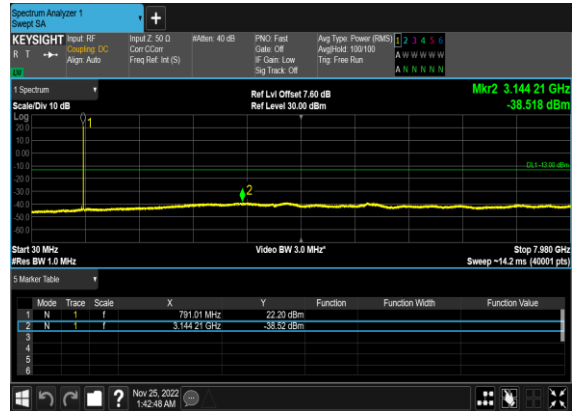 Spectrum Analyzer 1
Swept SA
+
KEYSIGHT Input: RF Input Z: 50 Ω #Atten: 40 dB PNO: Fast Avg Type: Power (RMS) 1 2 3 4 5 6
R T Coupling: DC Corr CCorr Gate: Off Avg|Hold: 100/100 A W W W W W
Align: Auto Freq Ref: Int (S) IF Gain: Low Trig: Free Run
Sig Track: Off A N N N N N
1 Spectrum Ref Lvl Offset 7.60 dB Mkr2 3.144 21 GHz
Scale/Div 10 dB Ref Level 30.00 dBm -38.518 dBm
Log
20.0
10.0
0.00
-10.0
-20.0
-30.0
-40.0
-50.0
-60.0
1
2
DL1 -13.00 dBm
Start 30 MHz Video BW 3.0 MHz* Stop 7.980 GHz
#Res BW 1.0 MHz Sweep ~14.2 ms (40001 pts)
5 Marker Table
Mode Trace Scale X Y Function Function Width Function Value
1 N 1 f 791.01 MHz 22.20 dBm
2 N 1 f 3.144 21 GHz -38.52 dBm
3
4
5
6
? Nov 25, 2022
1:42:48 AM